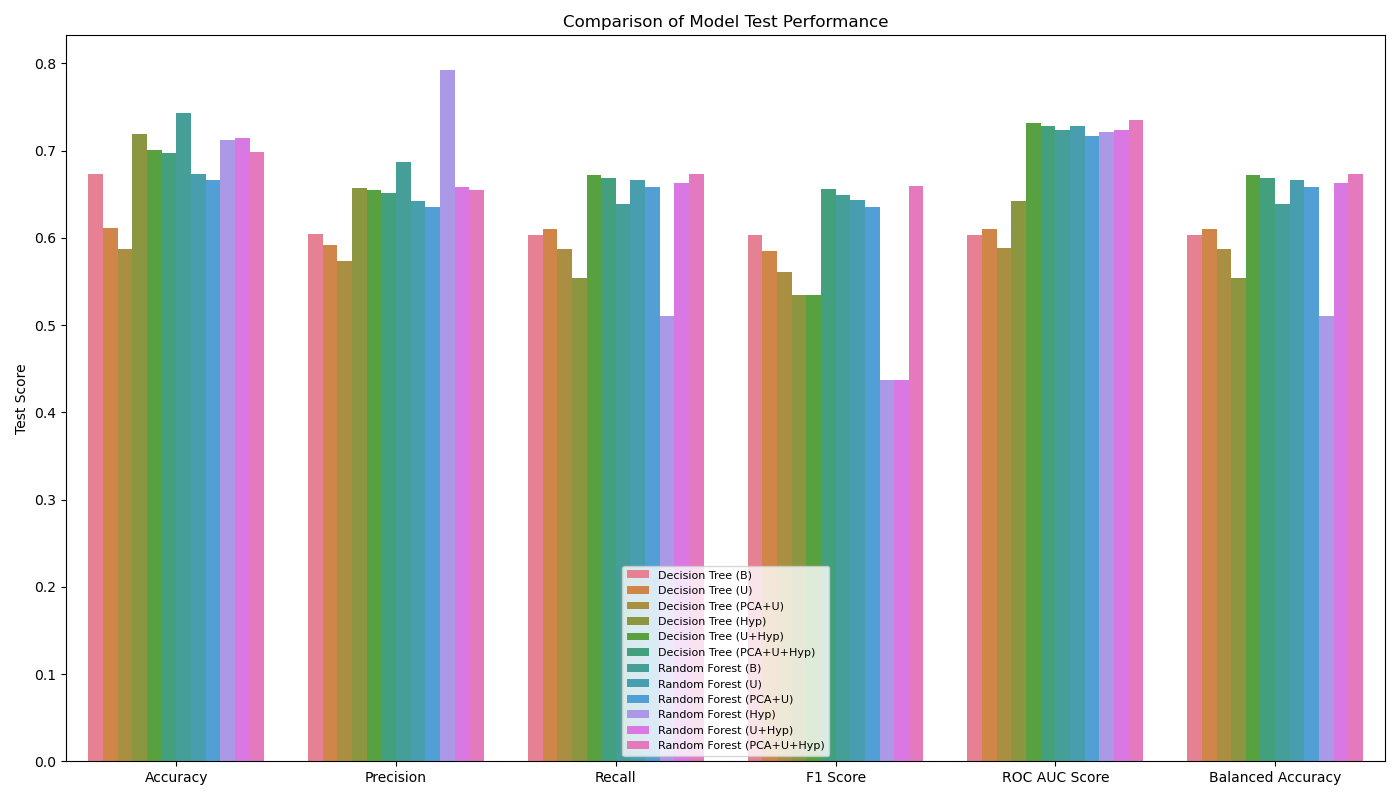 Comparison of Model Test Performance
Test Score
0.8
0.7
0.6
0.5
0.4
0.3
0.2
0.1
0.0
Decision Tree (B)
Decision Tree (U)
Decision Tree (PCA+U)
Decision Tree (Hyp)
Decision Tree (U+Hyp)
Decision Tree (PCA+U+Hyp)
Random Forest (B)
Random Forest (U)
Random Forest (PCA+U)
Random Forest (Hyp)
Random Forest (U+Hyp)
Random Forest (PCA+U+Hyp)
Accuracy
Precision
Recall
F1 Score
ROC AUC Score
Balanced Accuracy